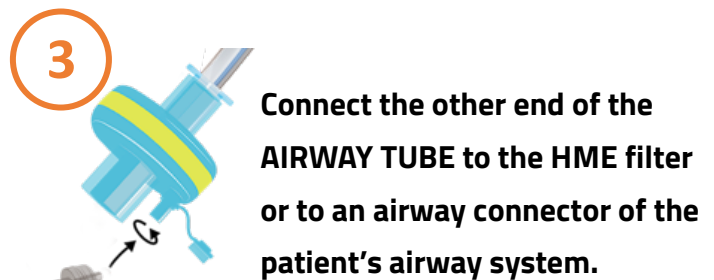 3
Connect the other end of the
AIRWAY TUBE to the HME filter
or to an airway connector of the
patient’s airway system.